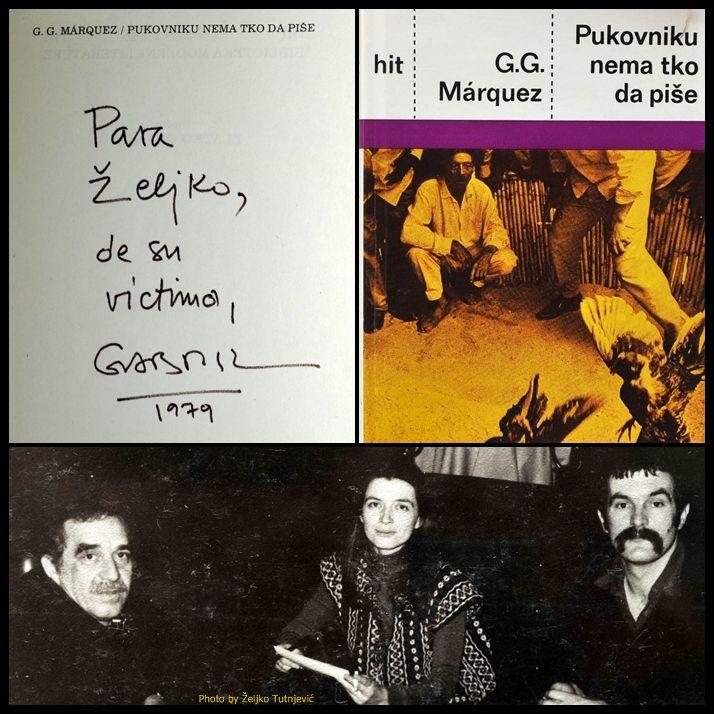 G. G. MÁRQUEZ / PUKOVNIKU NEMA TKO DA PIŠE
Para
Željko,
de su
victima,
GABRIEL
1979
hit
G.G.
Márquez
Pukovniku
nema tko
da piše
Photo by Željko Tutnjević